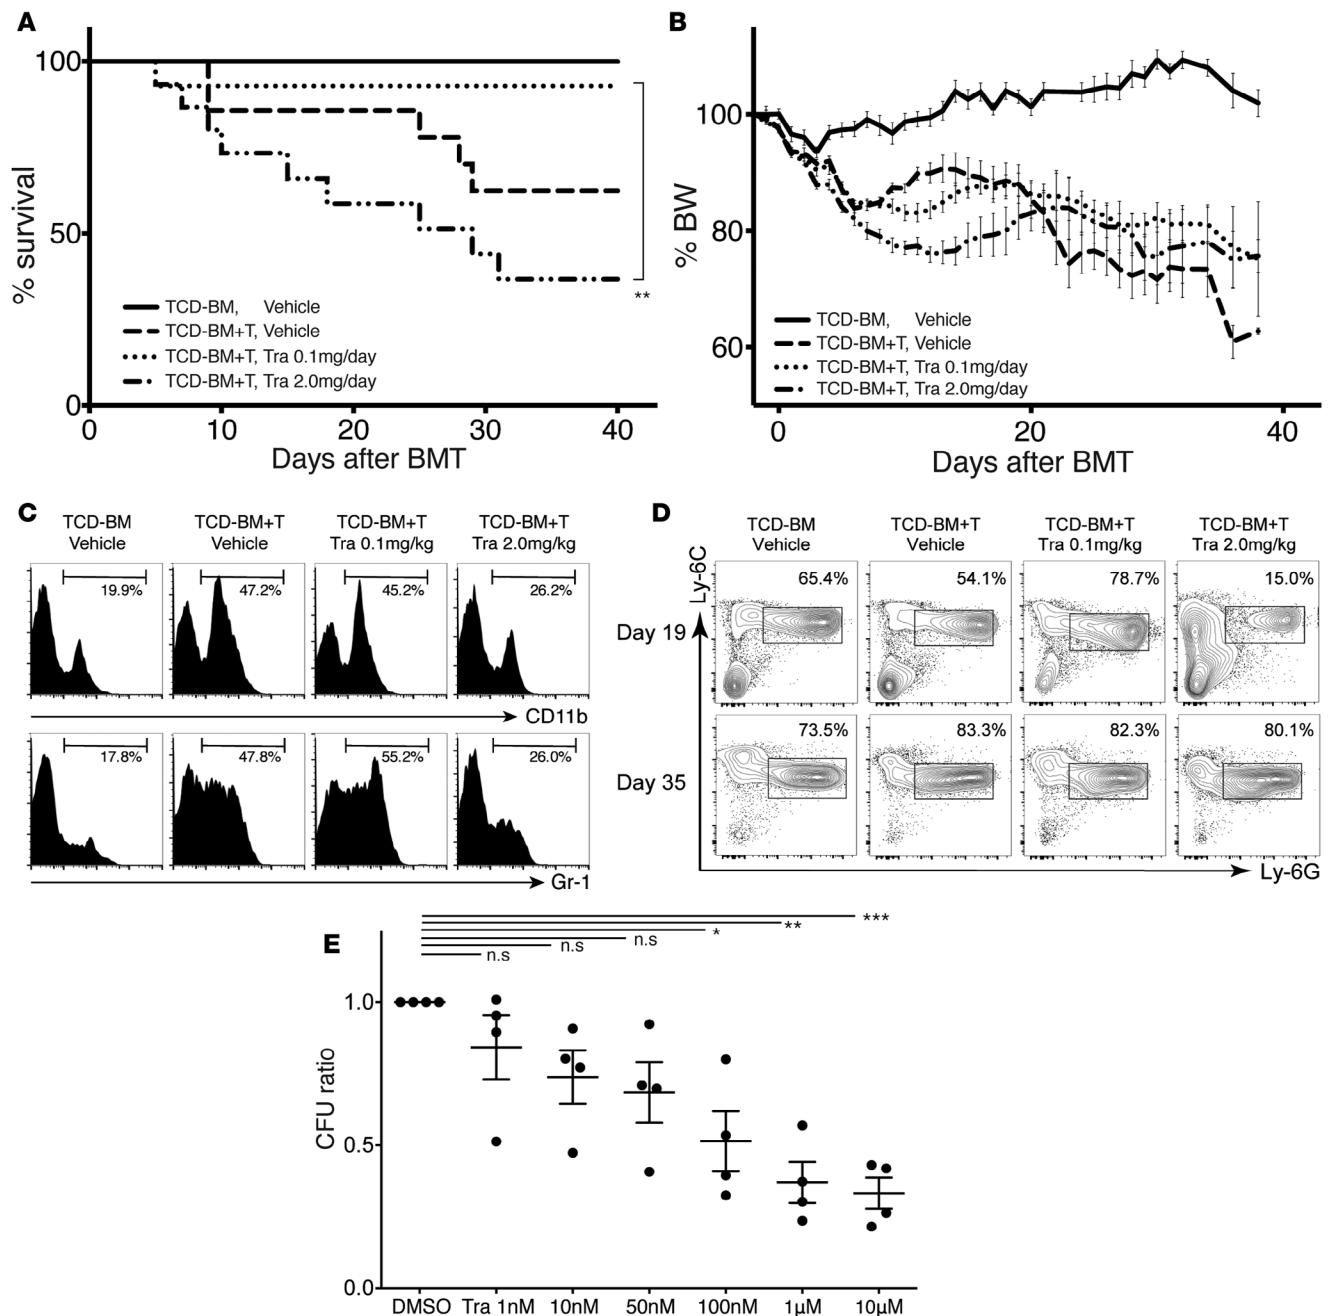 A
% survival
100
50
0
0 10 20 30 40
Days after BMT
TCD-BM, Vehicle
TCD-BM+T, Vehicle
TCD-BM+T, Tra 0.1mg/day
TCD-BM+T, Tra 2.0mg/day
**
B
% BW
100
80
60
0 20 40
Days after BMT
TCD-BM, Vehicle
TCD-BM+T, Vehicle
TCD-BM+T, Tra 0.1mg/day
TCD-BM+T, Tra 2.0mg/day
C
TCD-BM
Vehicle
TCD-BM+T
Vehicle
TCD-BM+T
Tra 0.1mg/kg
TCD-BM+T
Tra 2.0mg/kg
19.9% 47.2% 45.2% 26.2%
CD11b
17.8% 47.8% 55.2% 26.0%
Gr-1
D
Ly-6C
TCD-BM
Vehicle
TCD-BM+T
Vehicle
TCD-BM+T
Tra 0.1mg/kg
TCD-BM+T
Tra 2.0mg/kg
Day 19
65.4% 54.1% 78.7% 15.0%
Day 35
73.5% 83.3% 82.3% 80.1%
Ly-6G
E
***
**
*
n.s
n.s
n.s
CFU ratio
1.0
0.5
0.0
DMSO Tra 1nM 10nM 50nM 100nM 1µM 10µM